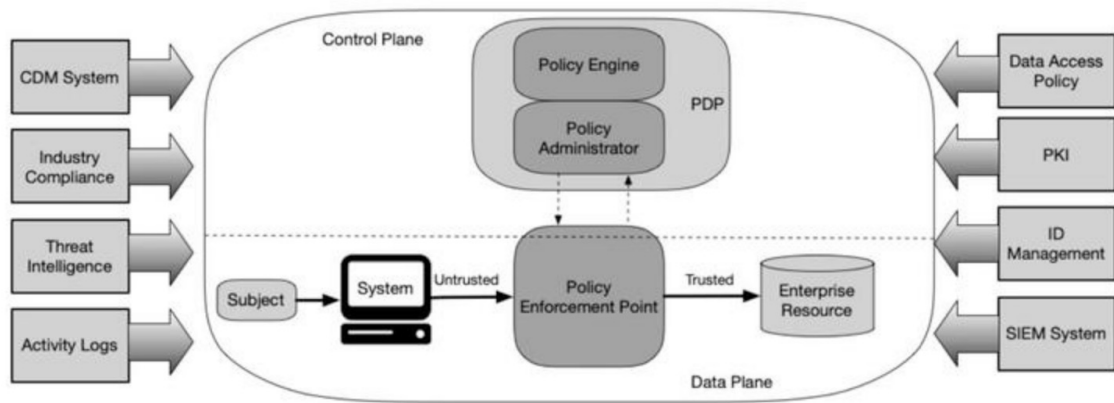 CDM System
Industry
Compliance
Threat
Intelligence
Activity Logs
Control Plane
Policy Engine
PDP
Policy
Administrator
Subject
System
Untrusted
Policy
Enforcement Point
Trusted
Enterprise
Resource
Data Plane
Data Access
Policy
PKI
ID
Management
SIEM System